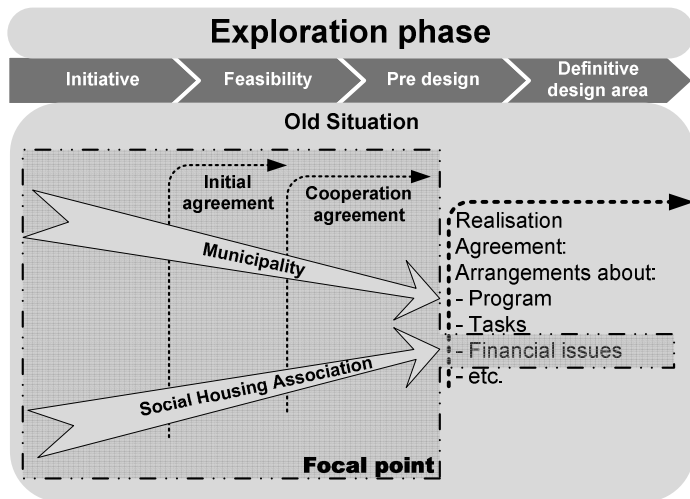 Exploration phase
Initiative
Feasibility
Pre design
Definitive
design area
Old Situation
Initial
agreement
Cooperation
agreement
Municipality
Social Housing Association
Focal point
Realisation
Agreement:
Arrangements about:
- Program
- Tasks
- Financial issues
- etc.